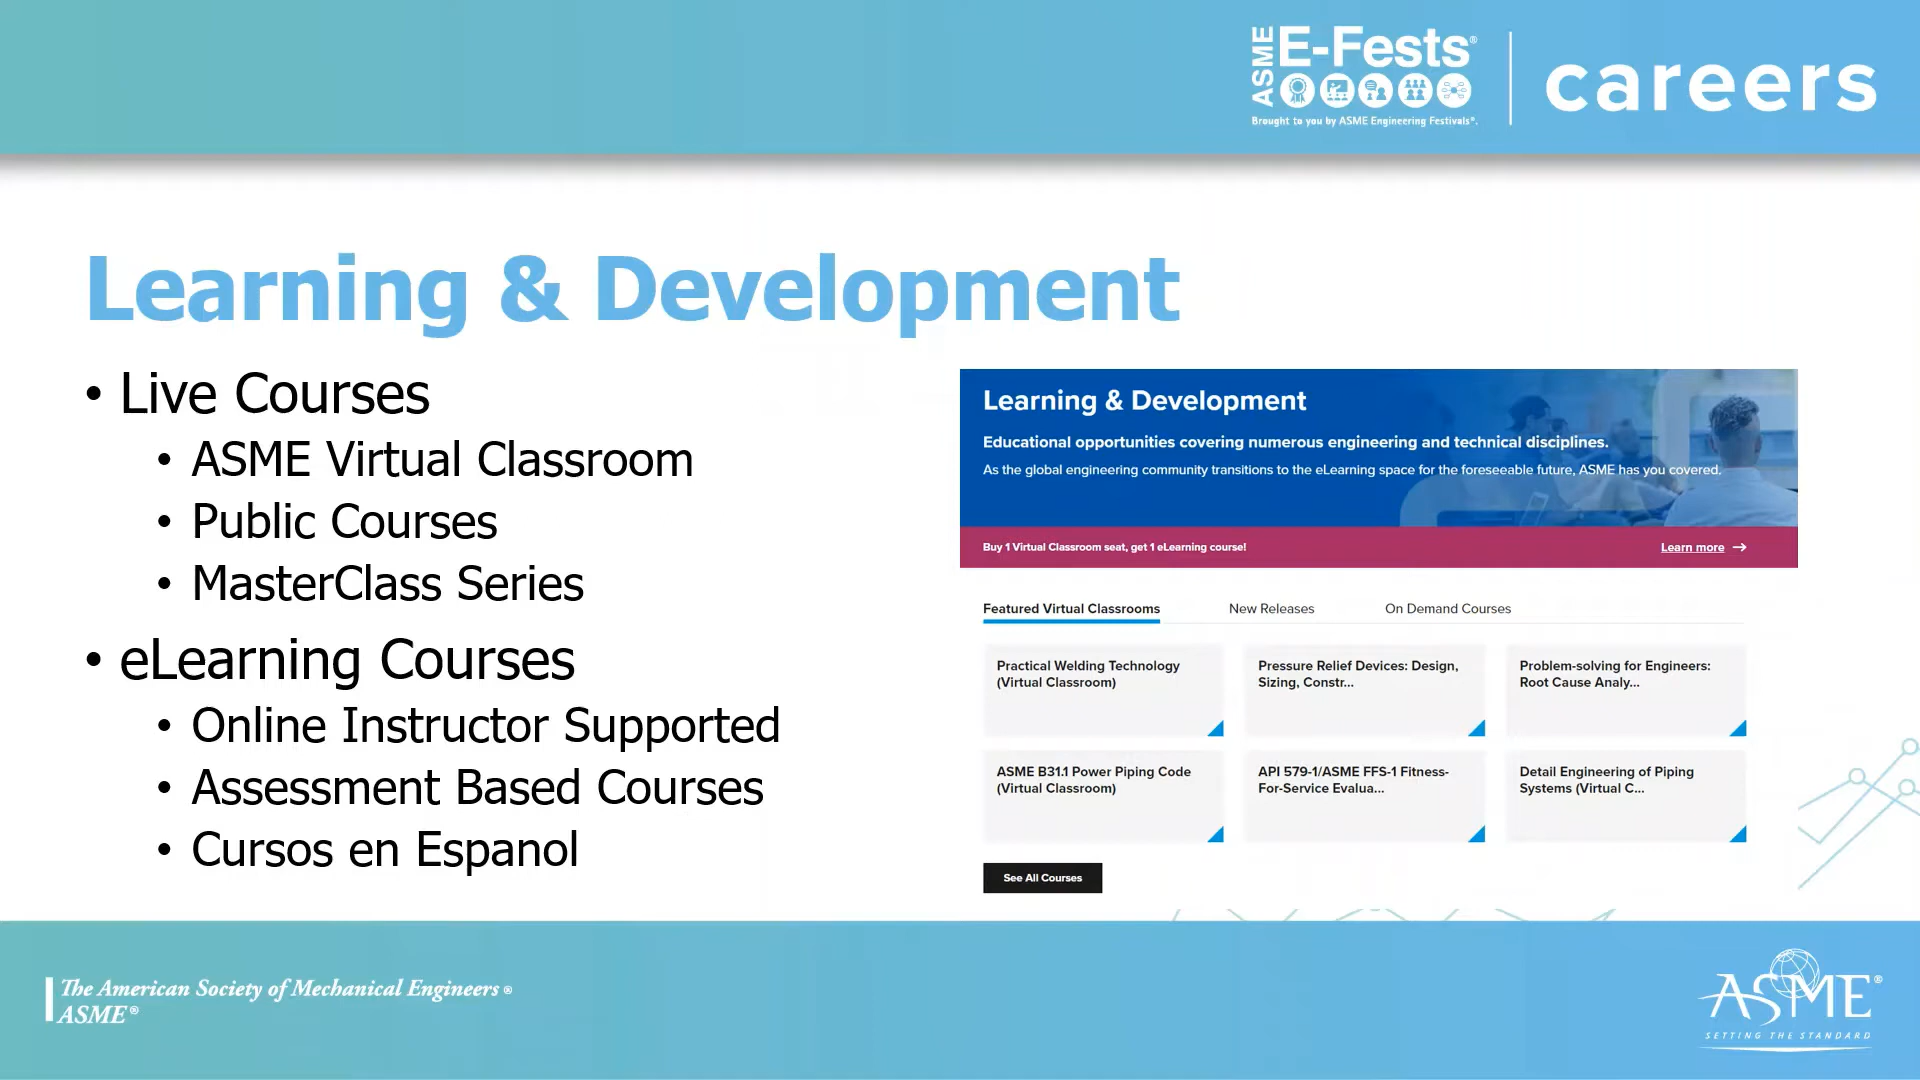 ASME
E-Fests®
Brought to you by ASME Engineering Festivals®.
careers
Learning & Development
• Live Courses
• ASME Virtual Classroom
• Public Courses
• MasterClass Series
• eLearning Courses
• Online Instructor Supported
• Assessment Based Courses
• Cursos en Espanol
Learning & Development
Educational opportunities covering numerous engineering and technical disciplines.
As the global engineering community transitions to the eLearning space for the foreseeable future, ASME has you covered.
Buy 1 Virtual Classroom seat, get 1 eLearning course!
Learn more →
Featured Virtual Classrooms New Releases On Demand Courses
Practical Welding Technology
(Virtual Classroom)
Pressure Relief Devices: Design,
Sizing, Constr...
Problem-solving for Engineers:
Root Cause Analy...
ASME B31.1 Power Piping Code
(Virtual Classroom)
API 579-1/ASME FFS-1 Fitness-
For-Service Evalua...
Detail Engineering of Piping
Systems (Virtual C...
See All Courses
The American Society of Mechanical Engineers ®
ASME®
ASME®
SETTING THE STANDARD